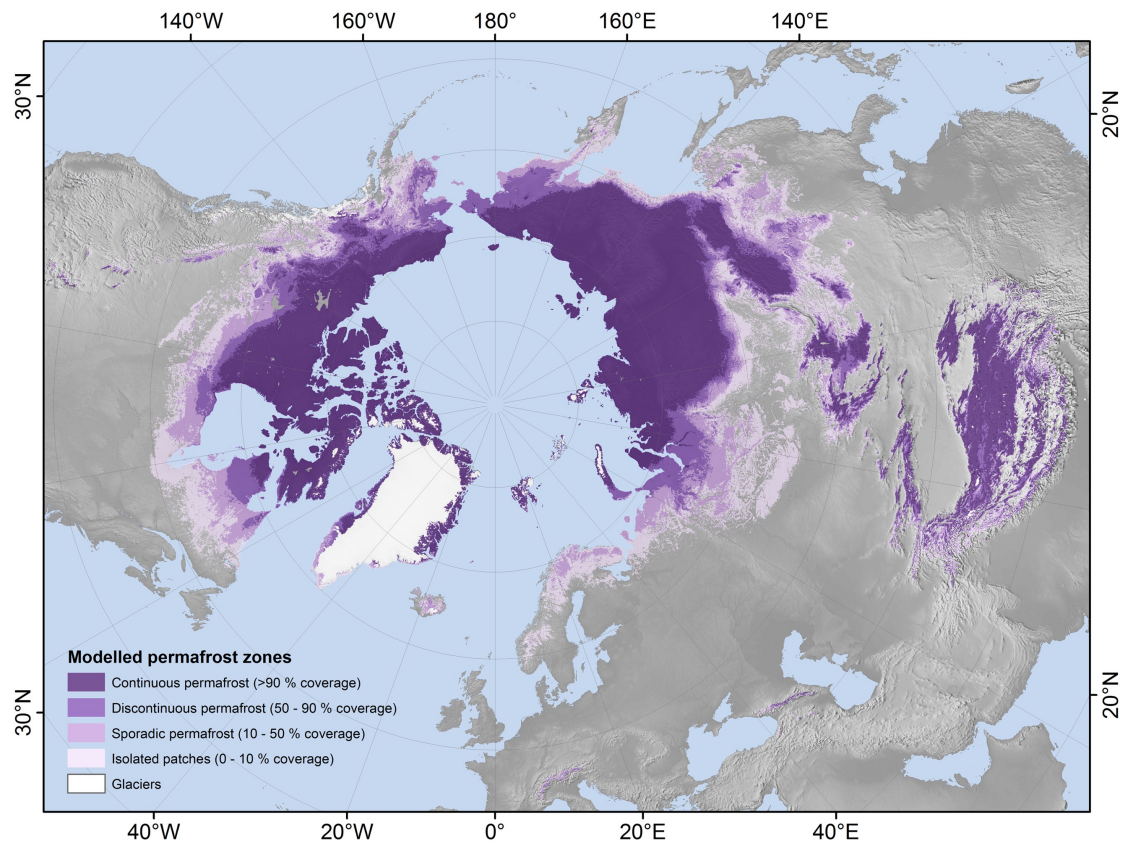 140°W 160°W 180° 160°E 140°E
30°N
20°N
Modelled permafrost zones
Continuous permafrost (>90 % coverage)
Discontinuous permafrost (50 - 90 % coverage)
Sporadic permafrost (10 - 50 % coverage)
Isolated patches (0 - 10 % coverage)
Glaciers
30°N
20°N
40°W 20°W 0° 20°E 40°E